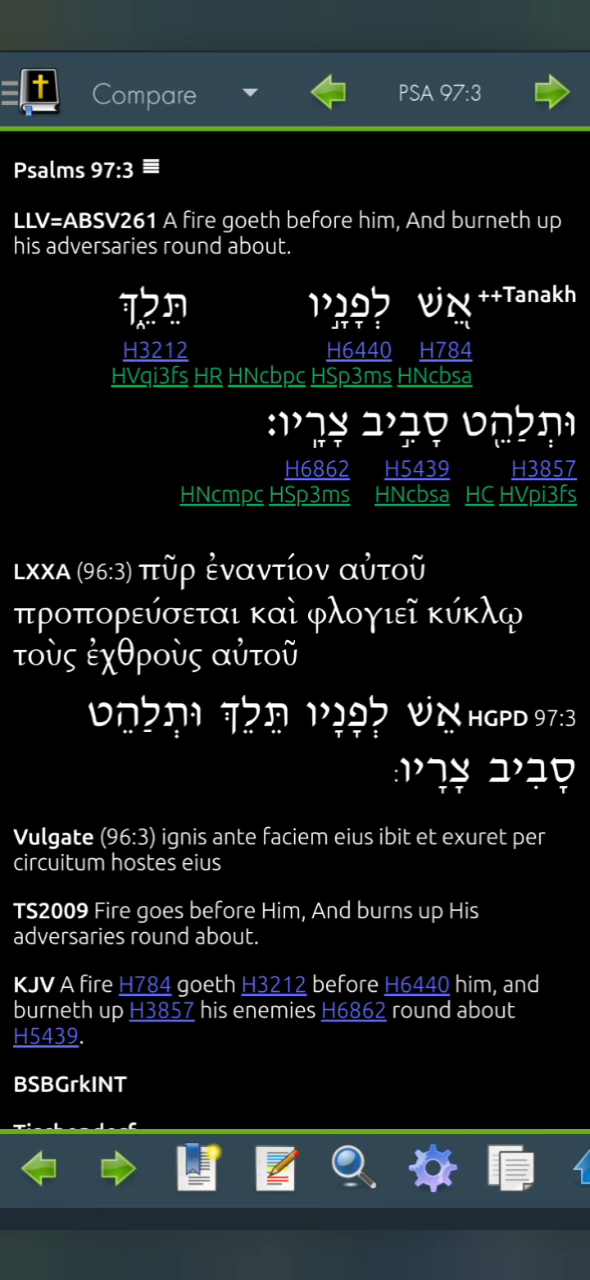 Compare
PSA 97:3
Psalms 97:3
LLV=ABSV261 A fire goeth before him, And burneth up
his adversaries round about.
++Tanakh אֵ֭שׁ לְפָנָ֣יו תֵּלֵ֑ךְ
H784 H6440 H3212
HVqi3fs HR HNcbpc HSp3ms HNcbsa
וּתְלַהֵ֖ט סָבִ֣יב צָרָֽיו׃
H3857 H5439 H6862
HNcmpc HSp3ms HNcbsa HC HVpi3fs
LXXA (96:3) πῦρ ἐναντίον αὐτοῦ
προπορεύσεται καὶ φλογιεῖ κύκλῳ
τοὺς ἐχθροὺς αὐτοῦ
HGPD 97:3 אֵשׁ לְפָנָיו תֵּלֵךְ וּתְלַהֵט
סָבִיב צָרָיו׃
Vulgate (96:3) ignis ante faciem eius ibit et exuret per
circuitum hostes eius
TS2009 Fire goes before Him, And burns up His
adversaries round about.
KJV A fire H784 goeth H3212 before H6440 him, and
burneth up H3857 his enemies H6862 round about
H5439.
BSBGrkINT